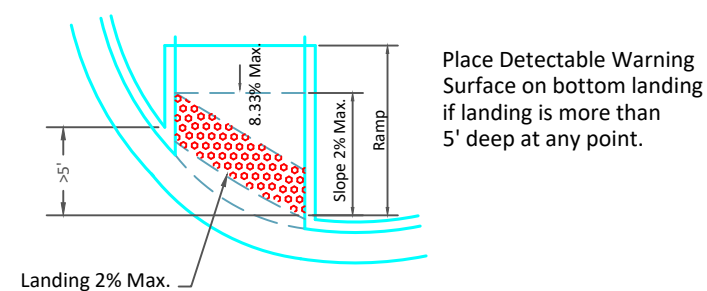 Place Detectable Warning
Surface on bottom landing
if landing is more than
5' deep at any point.
8.33% Max.
Slope 2% Max.
Ramp
>5'
Landing 2% Max.